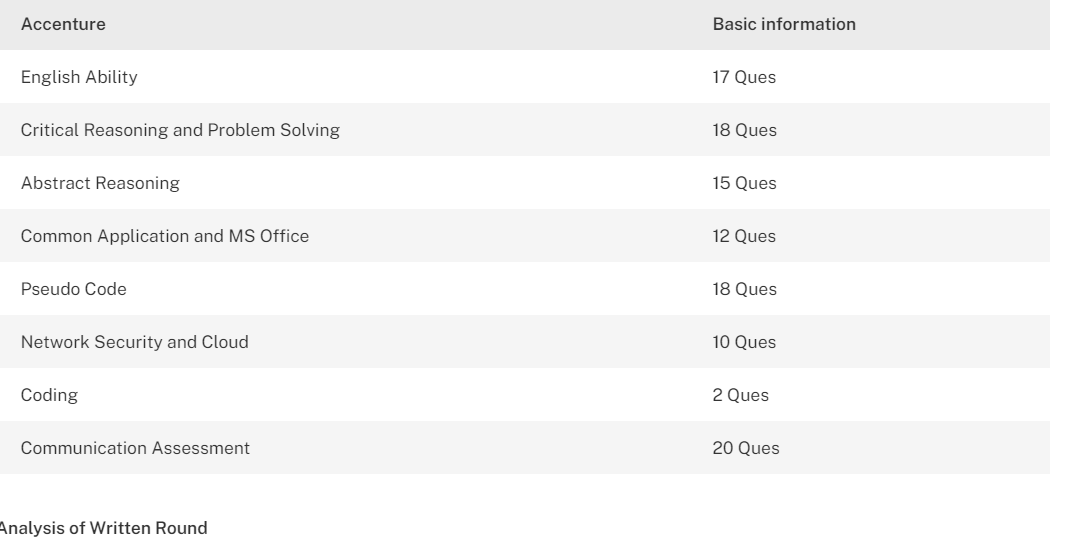 Accenture Basic information
English Ability 17 Ques
Critical Reasoning and Problem Solving 18 Ques
Abstract Reasoning 15 Ques
Common Application and MS Office 12 Ques
Pseudo Code 18 Ques
Network Security and Cloud 10 Ques
Coding 2 Ques
Communication Assessment 20 Ques
Analysis of Written Round